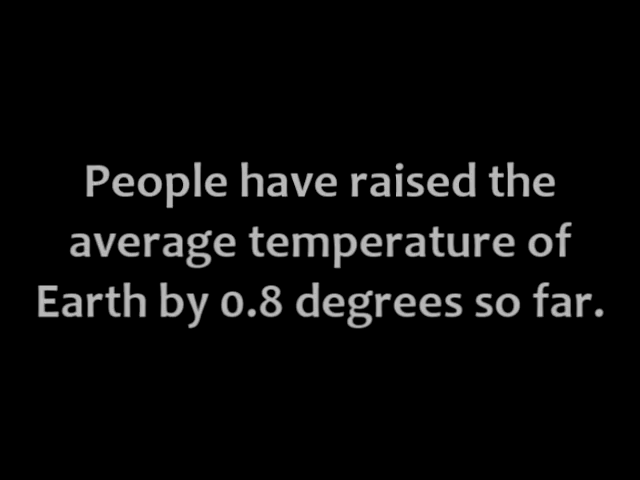 People have raised the
average temperature of
Earth by 0.8 degrees so far.